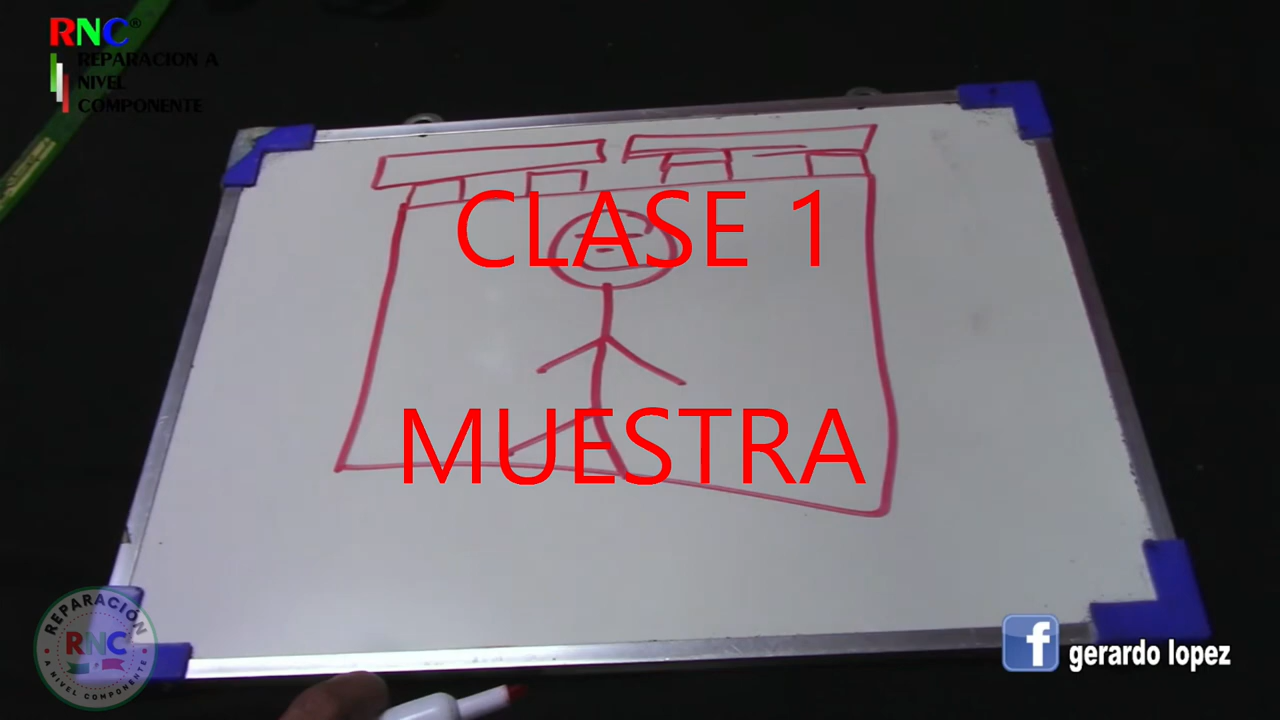 RNC®
REPARACION A
NIVEL
COMPONENTE
CLASE 1
MUESTRA
REPARACIÓN
RNC
A NIVEL COMPONENTE
f gerardo lopez